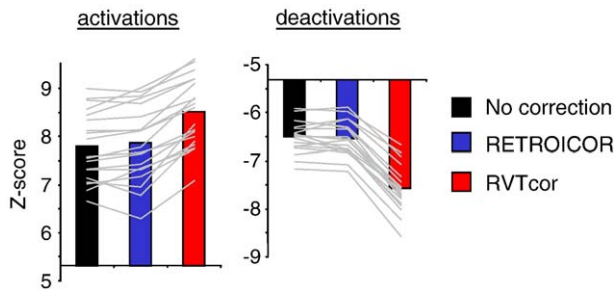 activations
deactivations
Z-score
9
8
7
6
5
-5
-6
-7
-8
-9
No correction
RETROICOR
RVTcor